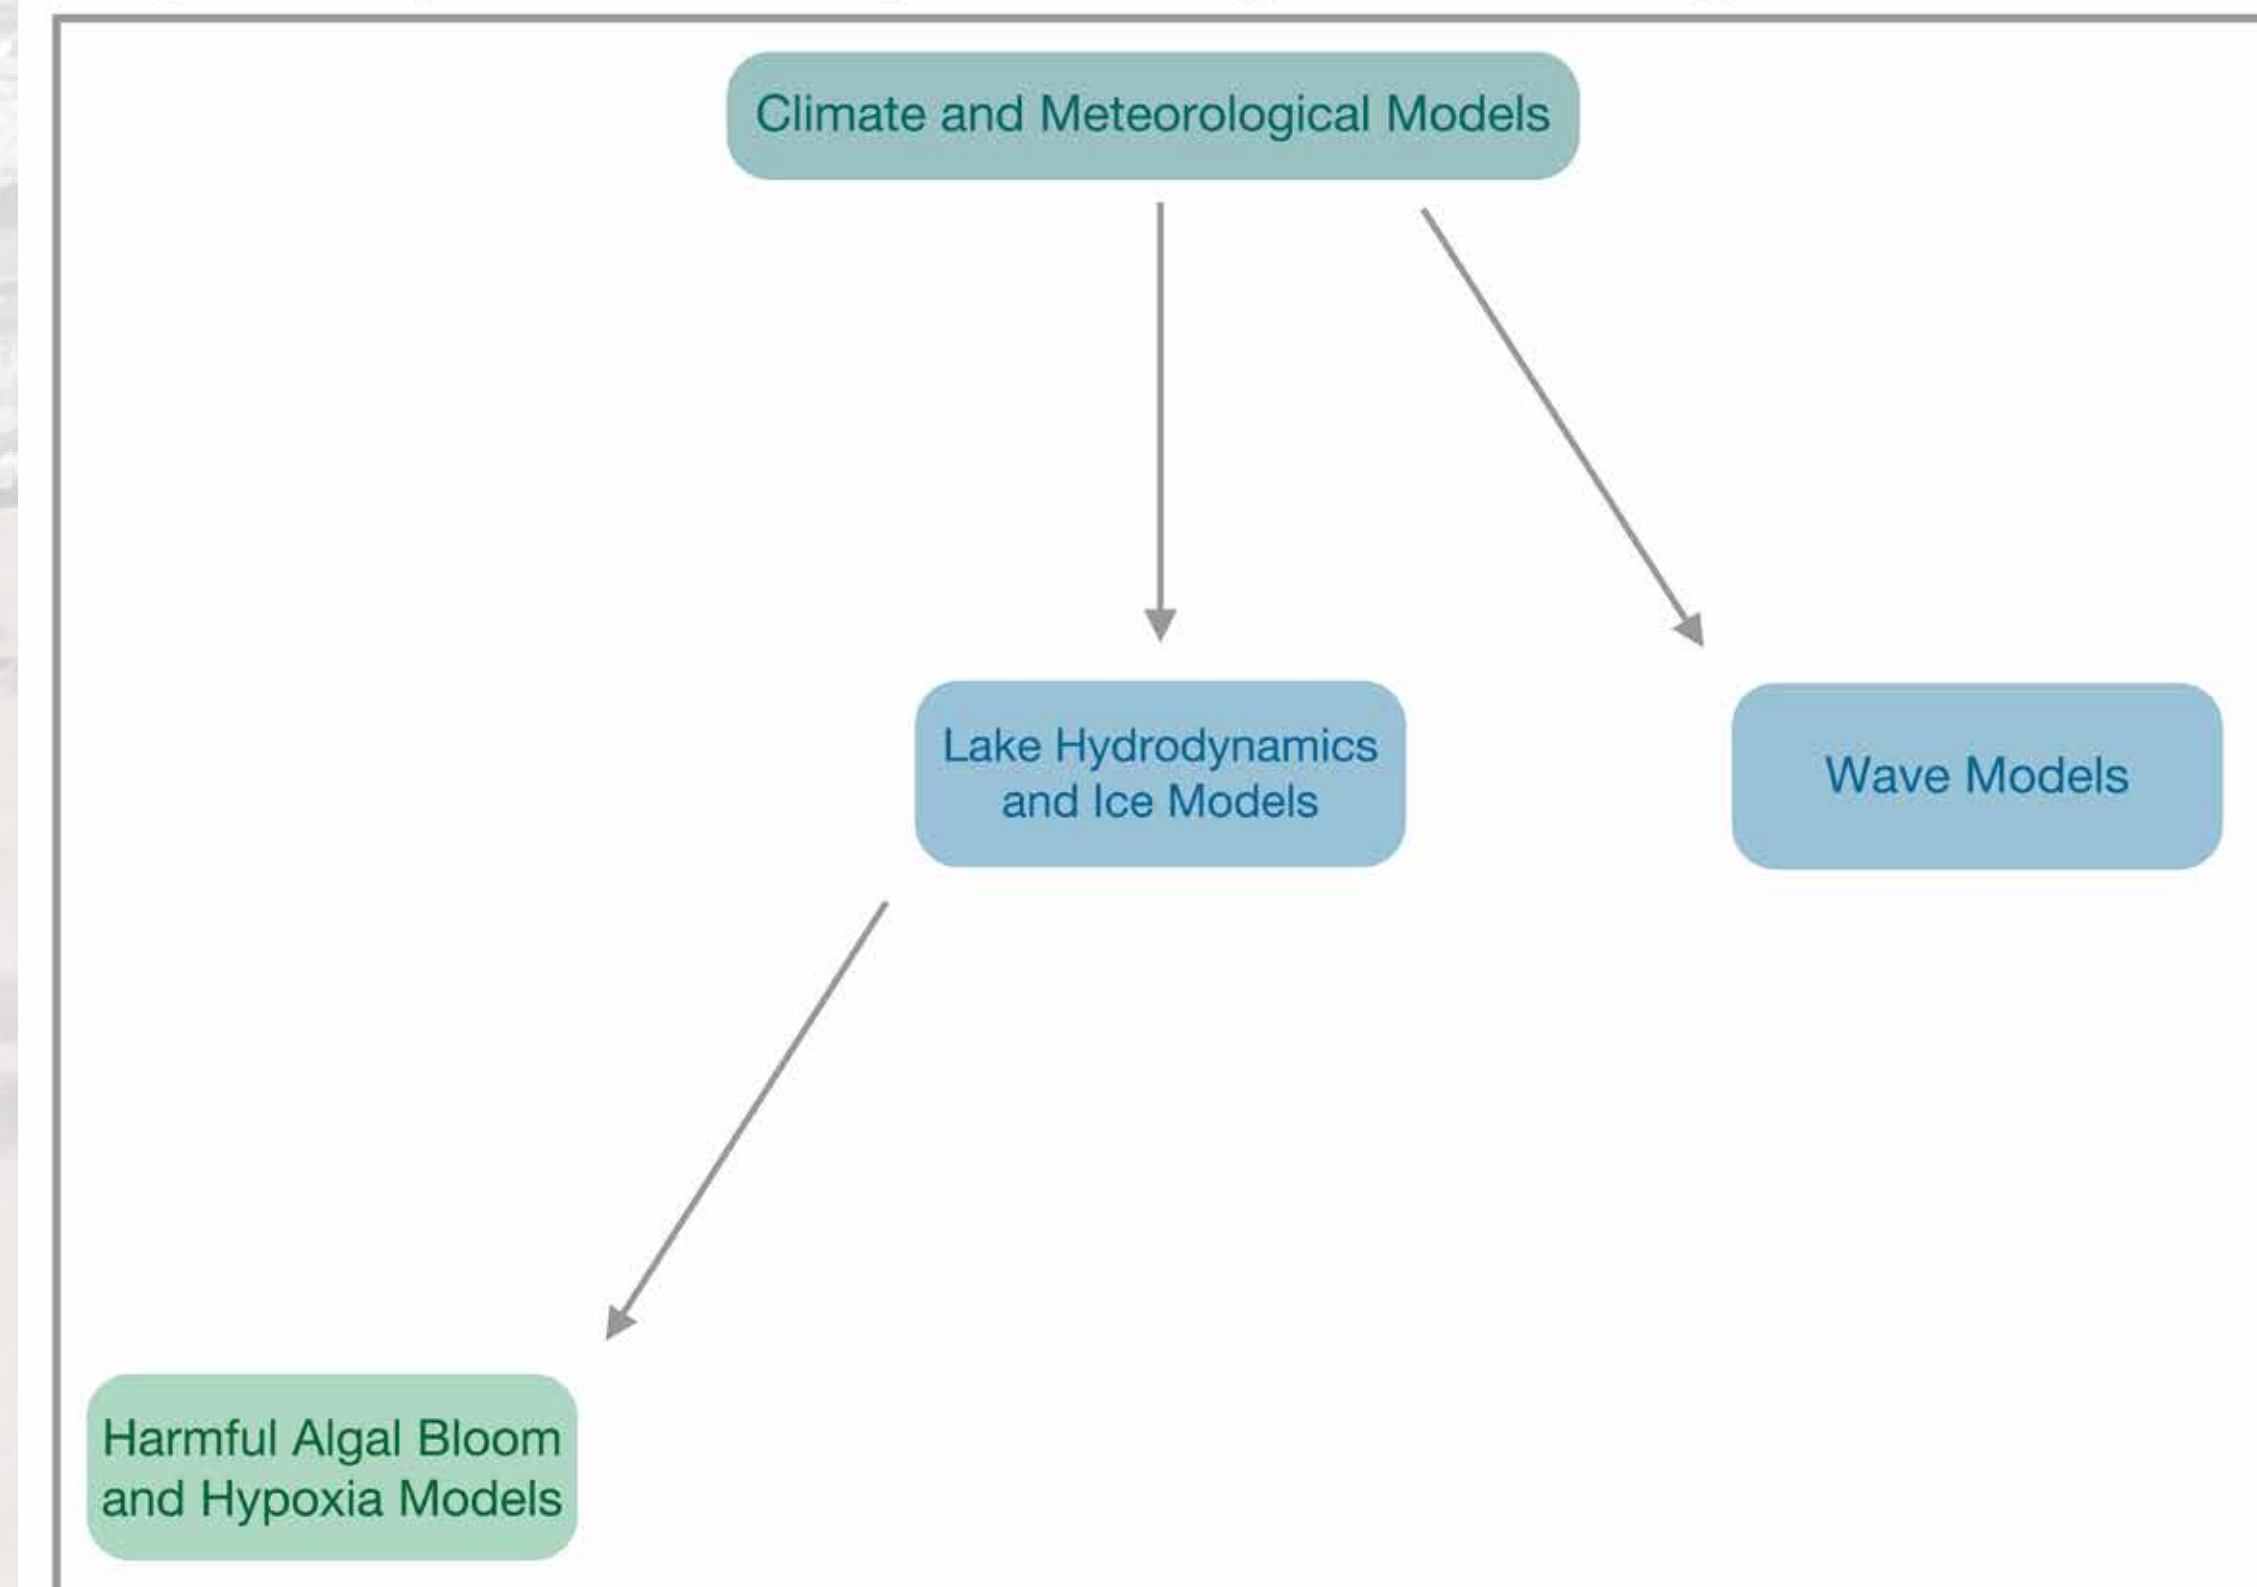 Climate and Meteorological Models
Lake Hydrodynamics
and Ice Models
Wave Models
Harmful Algal Bloom
and Hypoxia Models